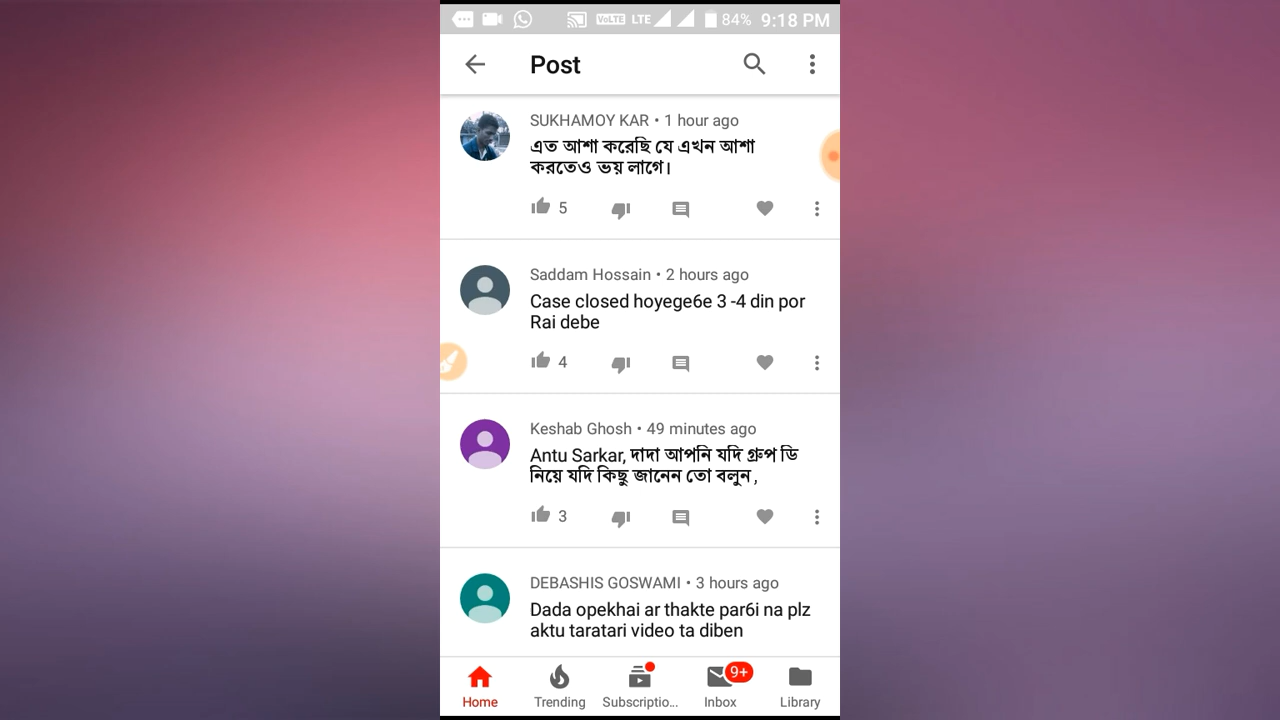 VoLTE LTE 84% 9:18 PM
Post
SUKHAMOY KAR • 1 hour ago
এত আশা করেছি যে এখন আশা
করতেও ভয় লাগে।
5
Saddam Hossain • 2 hours ago
Case closed hoyege6e 3 -4 din por
Rai debe
4
Keshab Ghosh • 49 minutes ago
Antu Sarkar, দাদা আপনি যদি গ্রুপ ডি
নিয়ে যদি কিছু জানেন তো বলুন ,
3
DEBASHIS GOSWAMI • 3 hours ago
Dada opekhai ar thakte par6i na plz
aktu taratari video ta diben
9+
Home Trending Subscriptio... Inbox Library